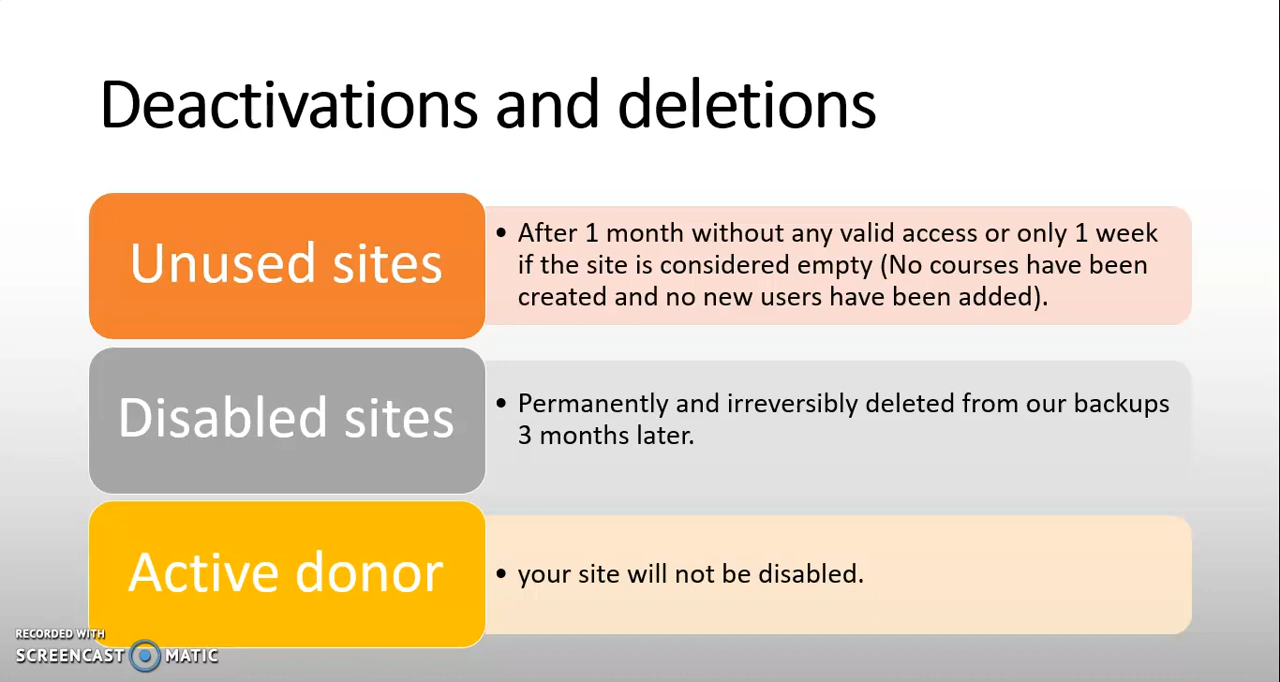 Deactivations and deletions
Unused sites
• After 1 month without any valid access or only 1 week
if the site is considered empty (No courses have been
created and no new users have been added).
Disabled sites
• Permanently and irreversibly deleted from our backups
3 months later.
Active donor
• your site will not be disabled.
RECORDED WITH
SCREENCAST MATIC